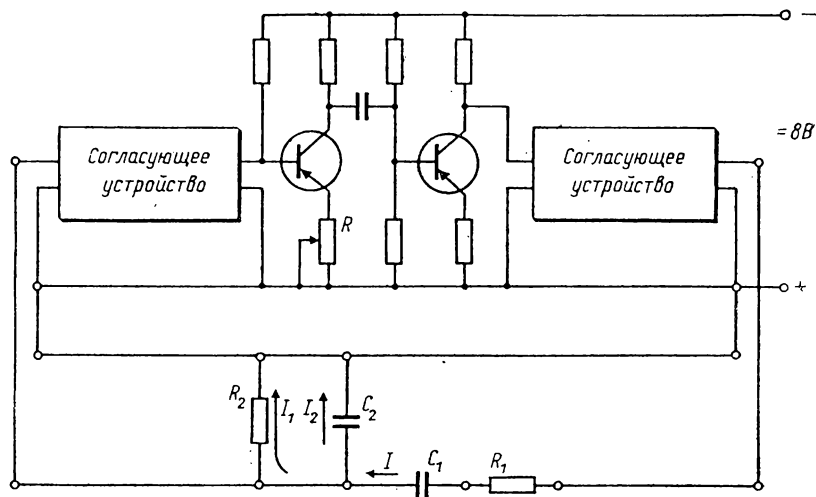 −
Согласующее
устройство
R
= 8В
Согласующее
устройство
+
R₂
I₁
I₂
C₂
I
C₁
R₁